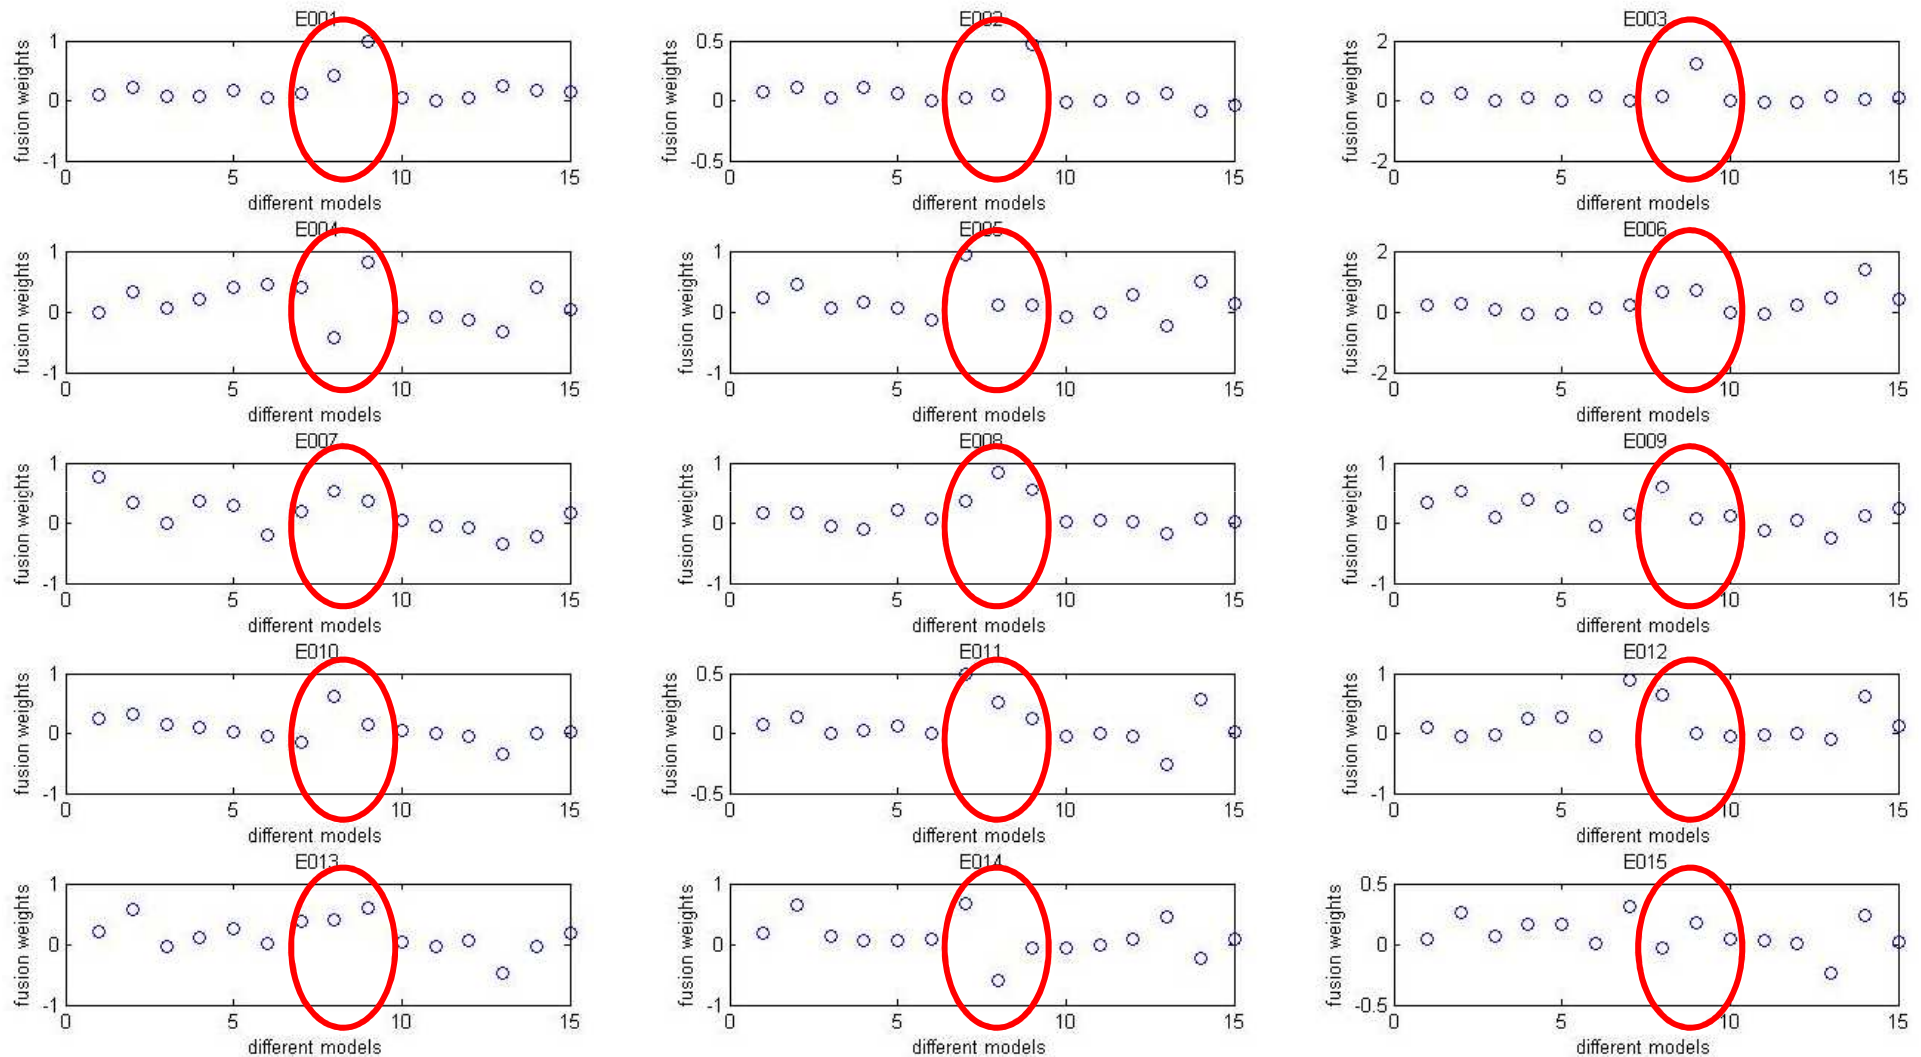 E001 E002 E003
fusion weights fusion weights fusion weights
1 0.5 2
0 0 0
-1 -0.5 -2
0 5 10 15 0 5 10 15 0 5 10 15
different models different models different models
E004 E005 E006
fusion weights fusion weights fusion weights
1 1 2
0 0 0
-1 -1 -2
0 5 10 15 0 5 10 15 0 5 10 15
different models different models different models
E007 E008 E009
fusion weights fusion weights fusion weights
1 1 1
0 0 0
-1 -1 -1
0 5 10 15 0 5 10 15 0 5 10 15
different models different models different models
E010 E011 E012
fusion weights fusion weights fusion weights
1 0.5 1
0 0 0
-1 -0.5 -1
0 5 10 15 0 5 10 15 0 5 10 15
different models different models different models
E013 E014 E015
fusion weights fusion weights fusion weights
1 1 0.5
0 0 0
-1 -1 -0.5
0 5 10 15 0 5 10 15 0 5 10 15
different models different models different models